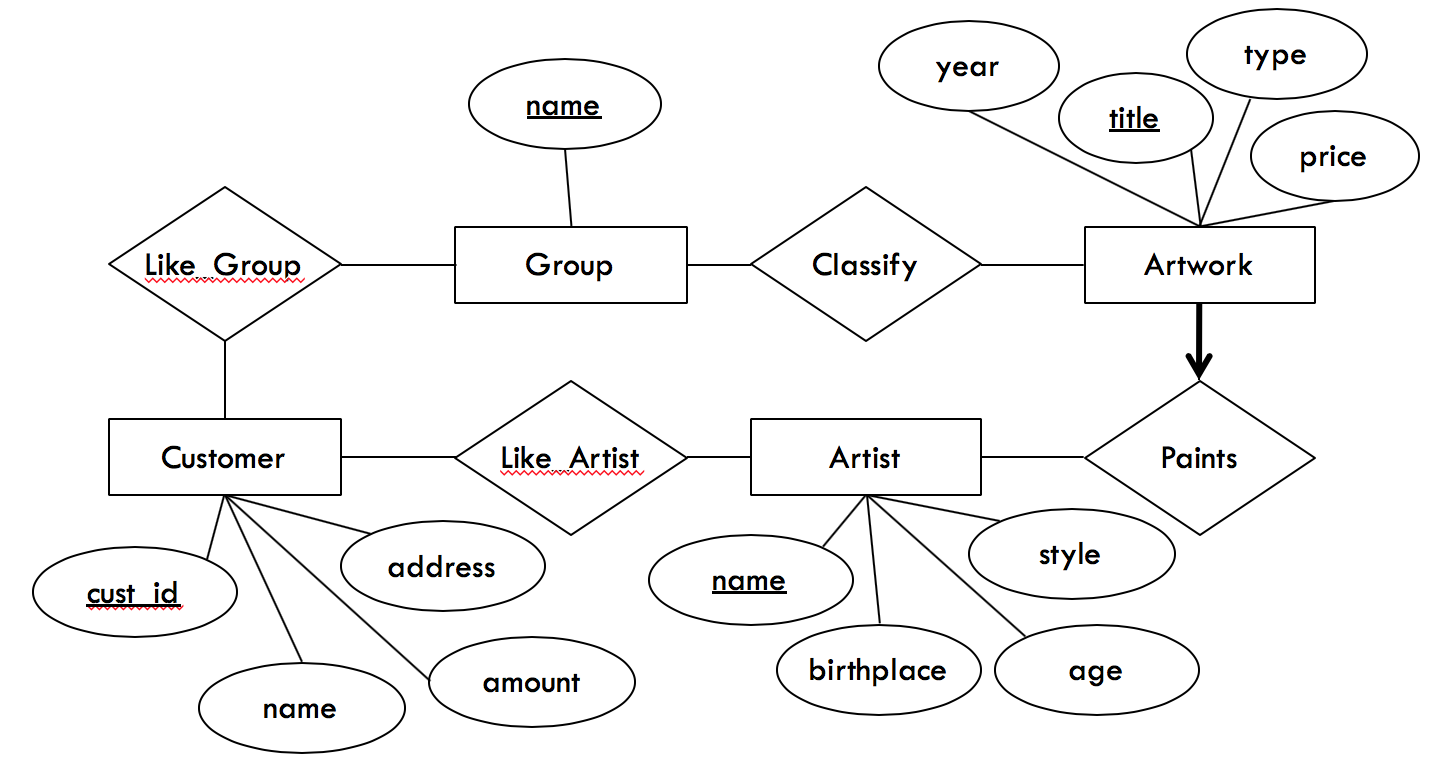 year
type
name
title
price
Like_Group
Group
Classify
Artwork
Customer
Like_Artist
Artist
Paints
address
style
cust_id
name
birthplace
age
amount
name